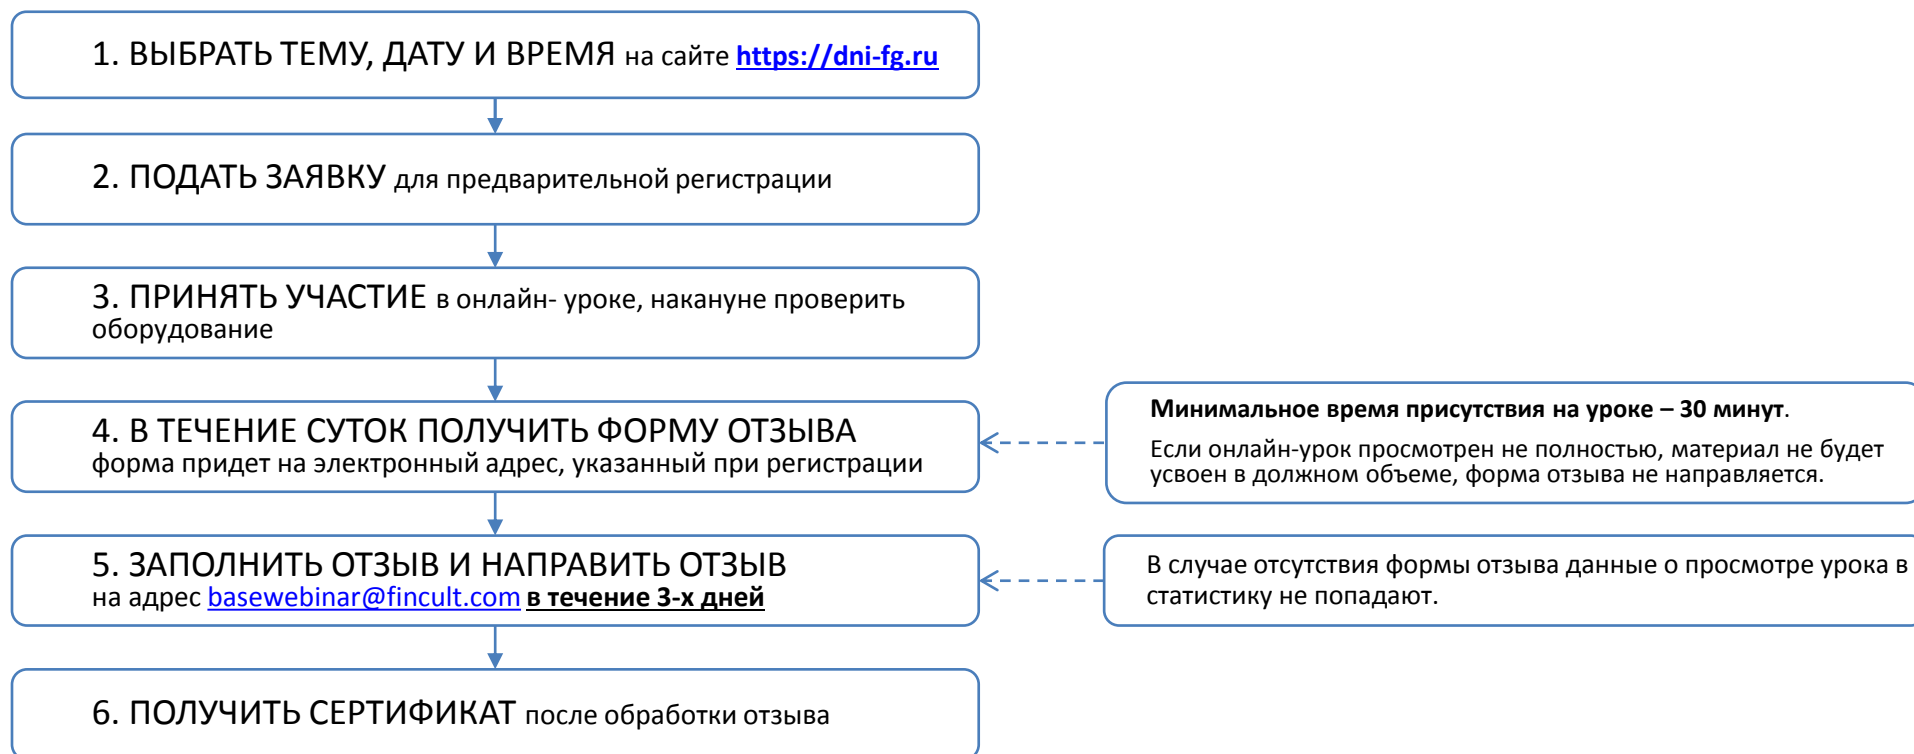 1. ВЫБРАТЬ ТЕМУ, ДАТУ И ВРЕМЯ на сайте https://dni-fg.ru
2. ПОДАТЬ ЗАЯВКУ для предварительной регистрации
3. ПРИНЯТЬ УЧАСТИЕ в онлайн- уроке, накануне проверить
оборудование
4. В ТЕЧЕНИЕ СУТОК ПОЛУЧИТЬ ФОРМУ ОТЗЫВА
форма придет на электронный адрес, указанный при регистрации
Минимальное время присутствия на уроке – 30 минут.
Если онлайн-урок просмотрен не полностью, материал не будет
усвоен в должном объеме, форма отзыва не направляется.
5. ЗАПОЛНИТЬ ОТЗЫВ И НАПРАВИТЬ ОТЗЫВ
на адрес basewebinar@fincult.com в течение 3-х дней
В случае отсутствия формы отзыва данные о просмотре урока в
статистику не попадают.
6. ПОЛУЧИТЬ СЕРТИФИКАТ после обработки отзыва